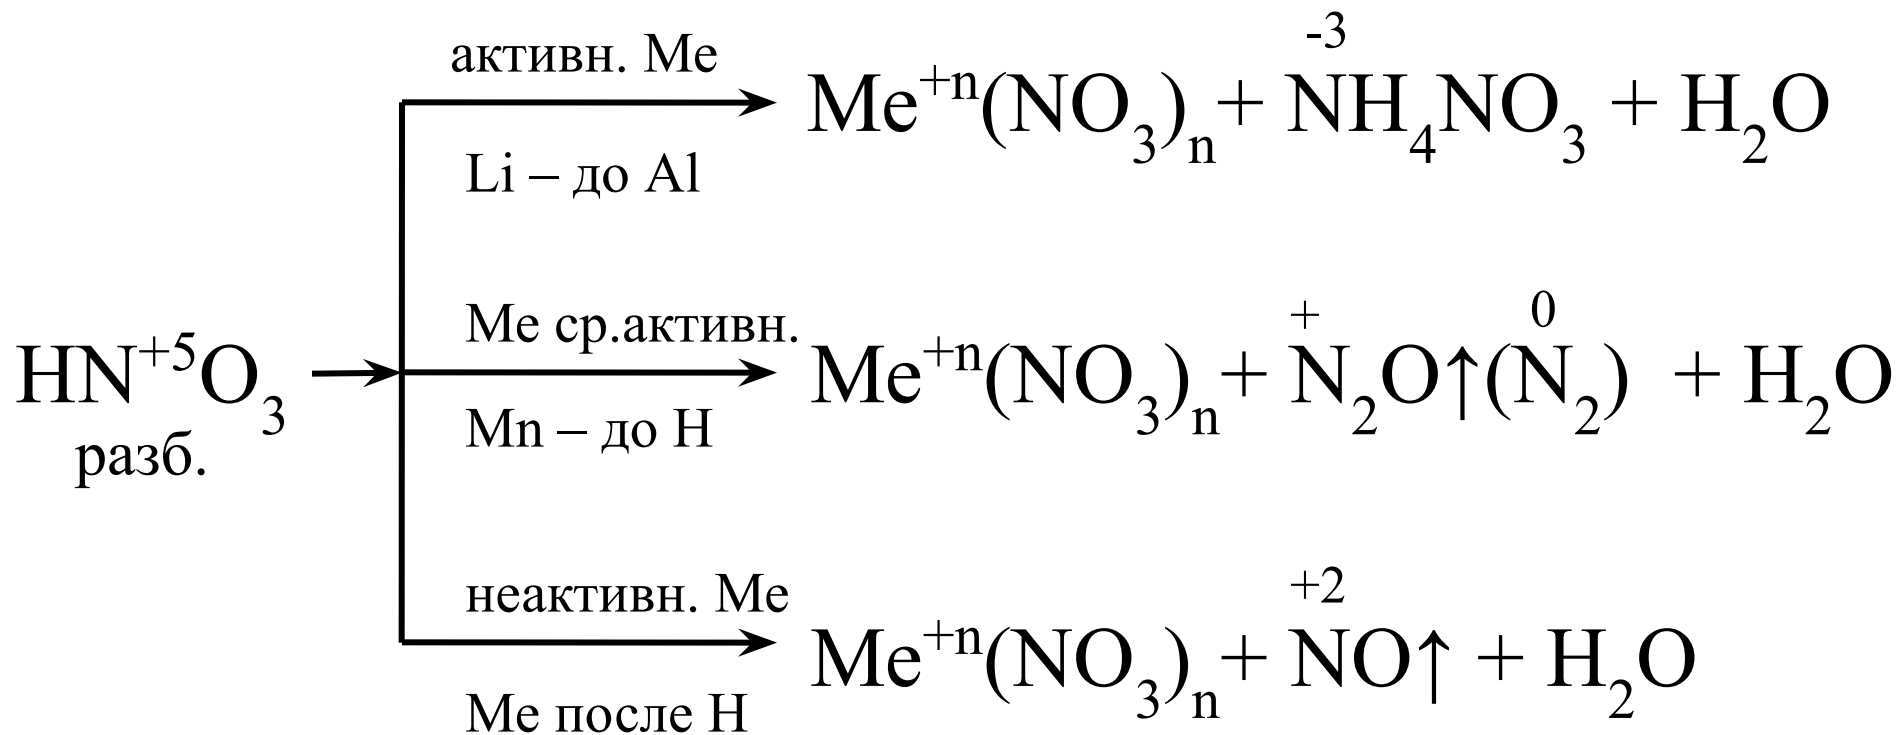 активн. Me
-3
Me⁺ⁿ(NO₃)ₙ + NH₄NO₃ + H₂O
Li – до Al
Me ср.активн.
+ 0
HN⁺⁵O₃
Me⁺ⁿ(NO₃)ₙ + N₂O↑(N₂) + H₂O
разб.
Mn – до H
неактивн. Me
+2
Me⁺ⁿ(NO₃)ₙ + NO↑ + H₂O
Me после H